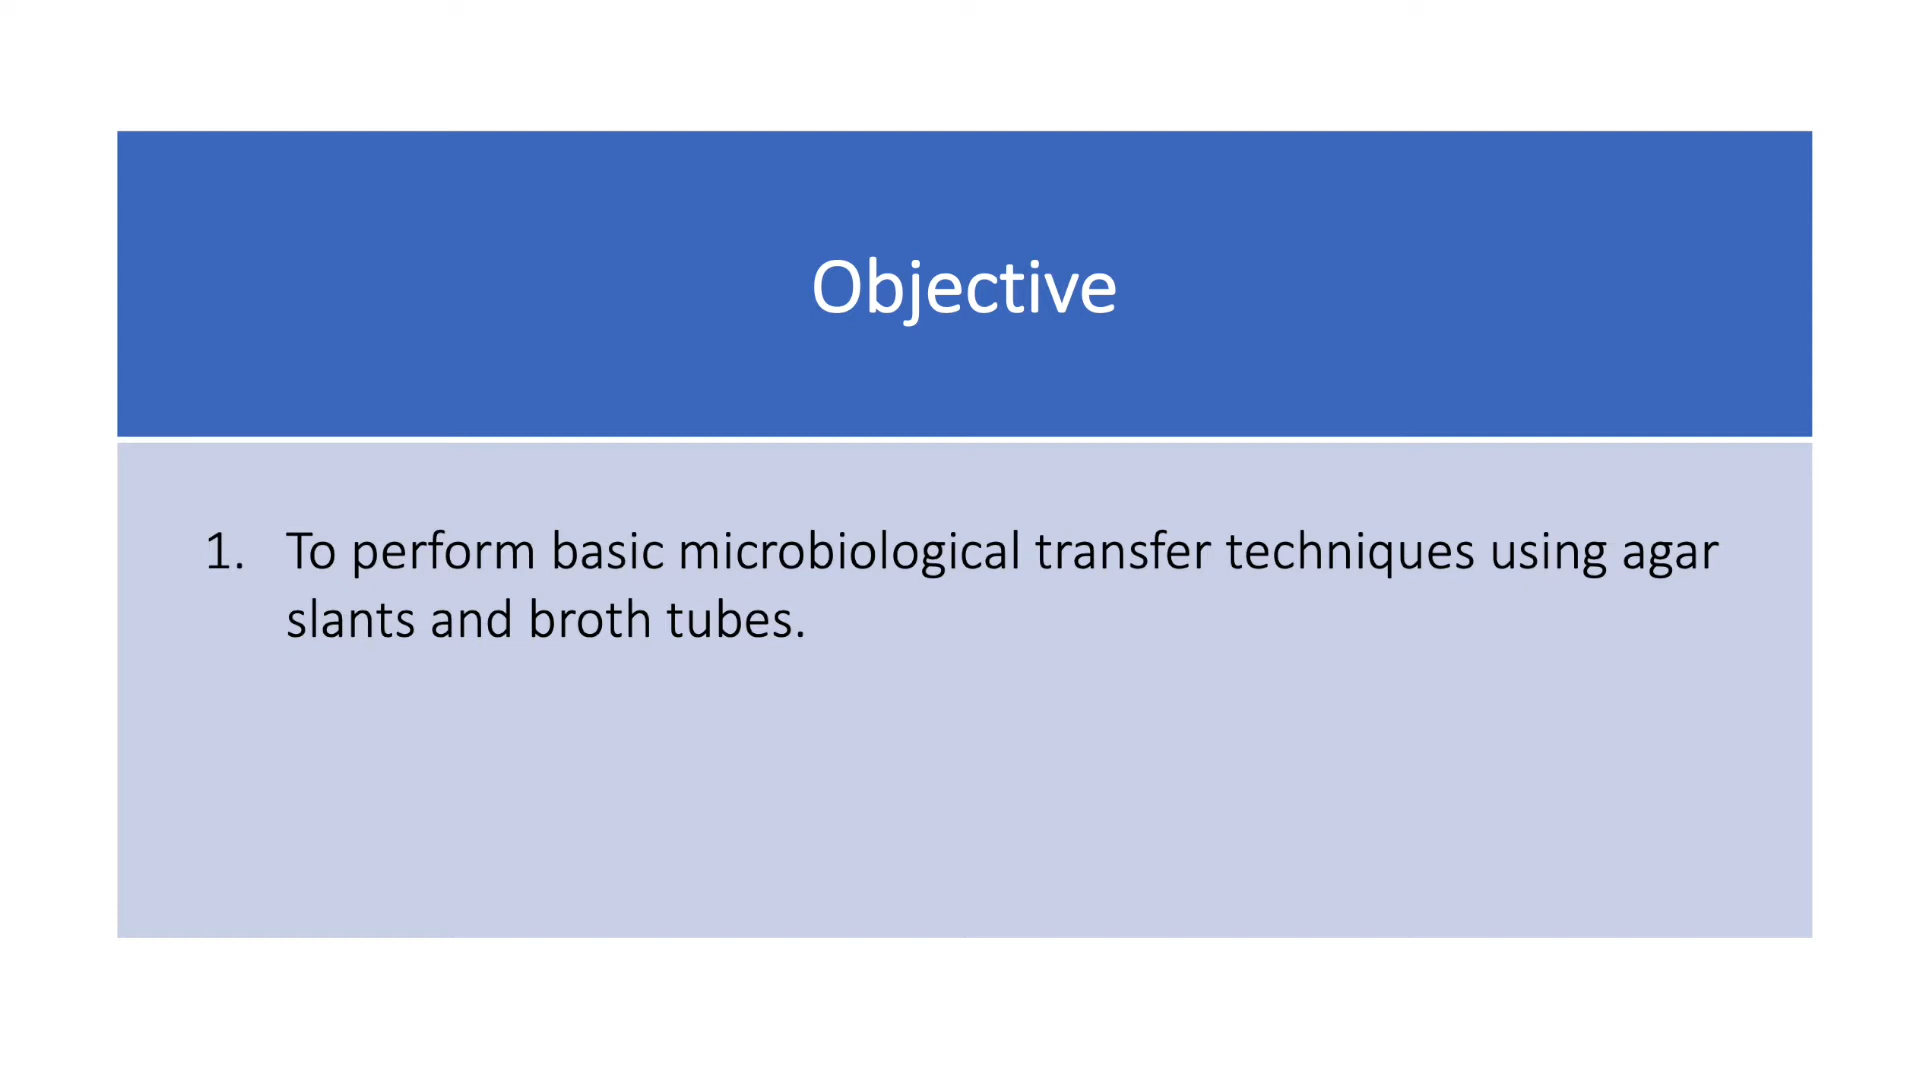 Objective
1. To perform basic microbiological transfer techniques using agar
slants and broth tubes.